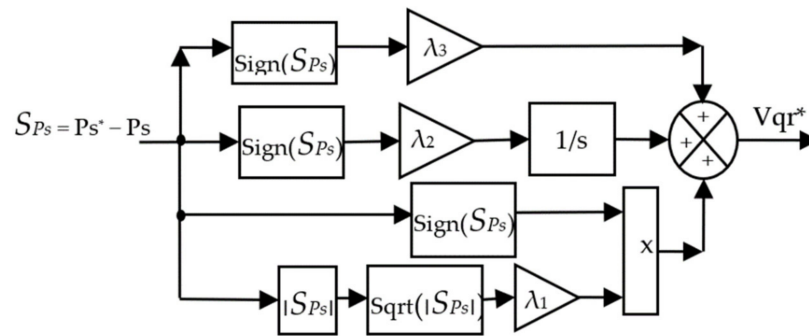 Sign(SPs)
λ3
SPs = Ps* − Ps
Sign(SPs)
λ2
1/s
+
+
+
Vqr*
Sign(SPs)
x
|SPs|
Sqrt(|SPs|)
λ1